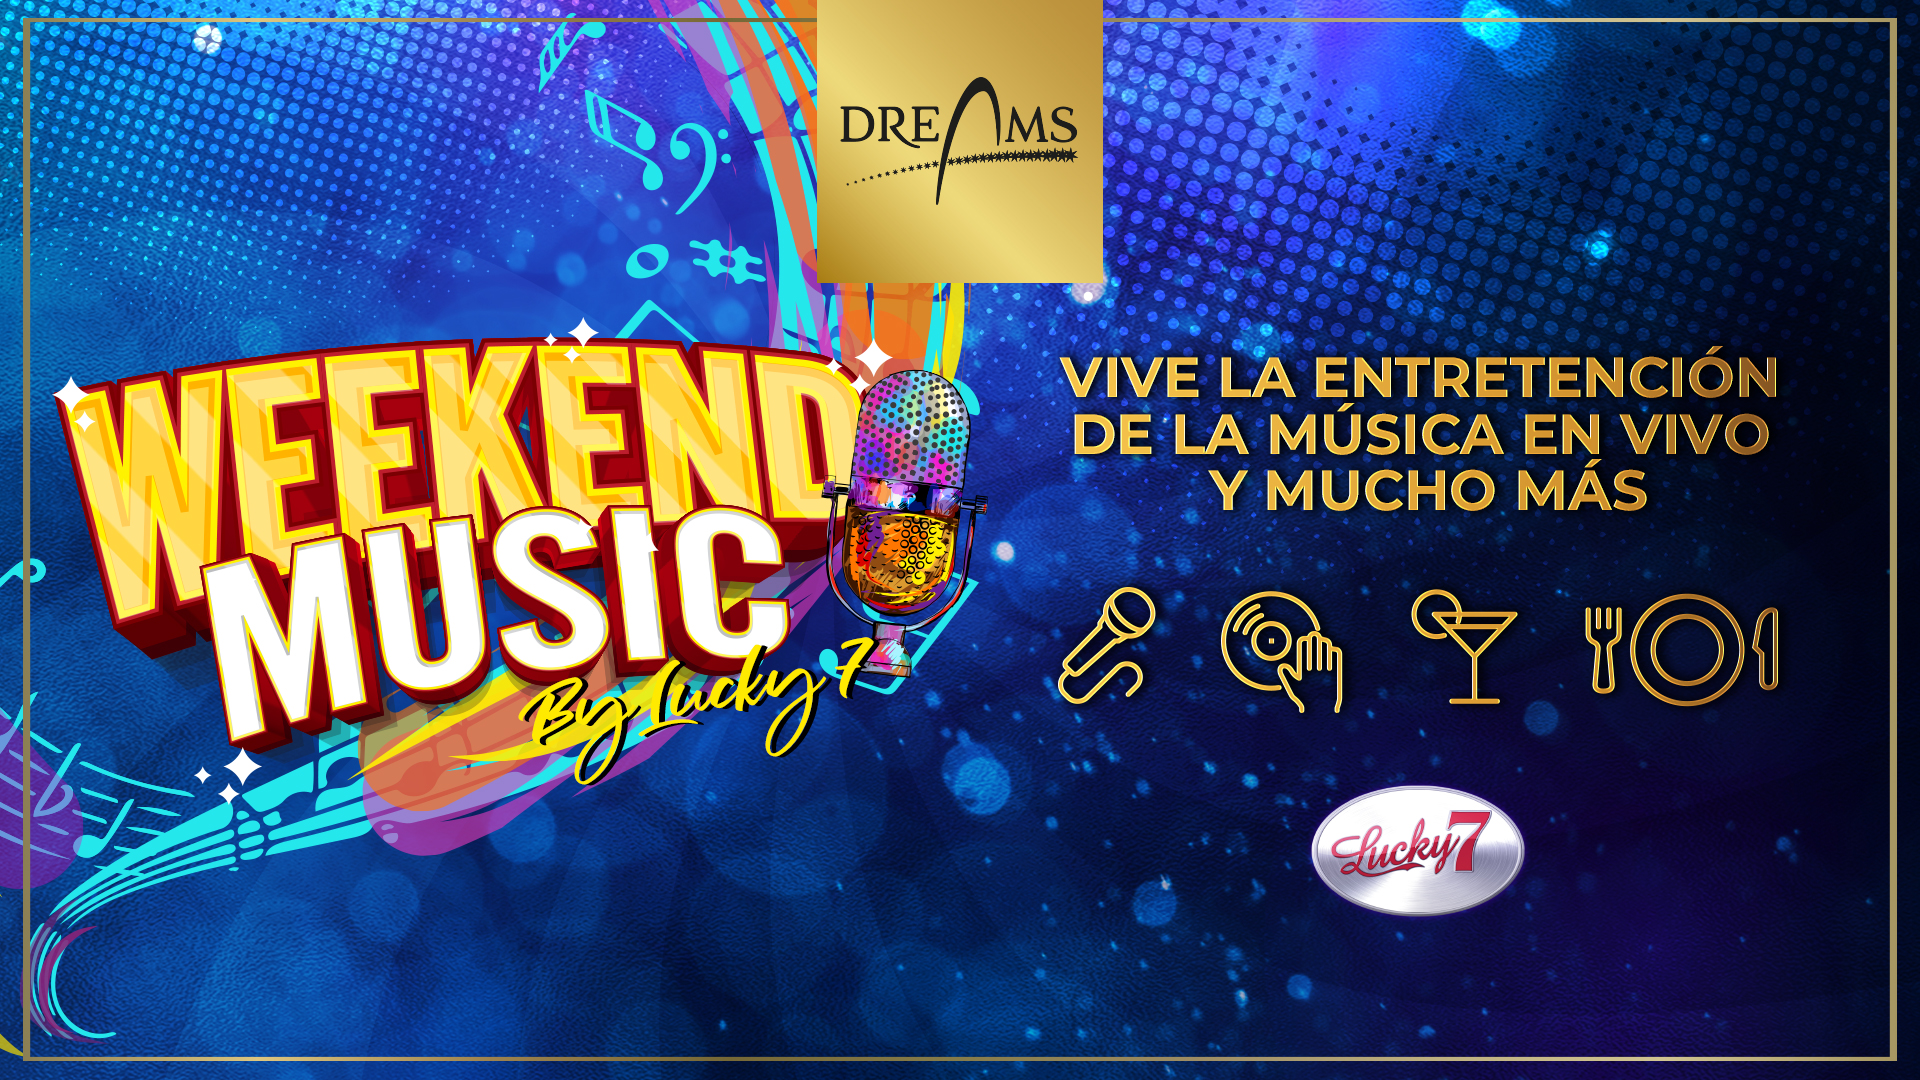 DREAMS
WEEKEND
MUSIC
By Lucky 7
VIVE LA ENTRETENCIÓN
DE LA MÚSICA EN VIVO
Y MUCHO MÁS
Lucky 7